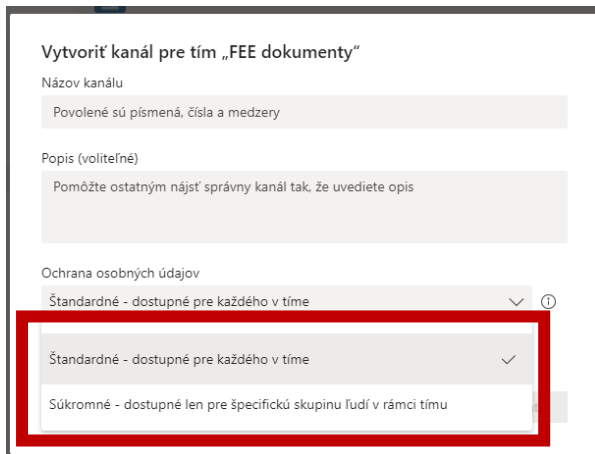 Vytvoriť kanál pre tím „FEE dokumenty“
Názov kanálu
Povolené sú písmená, čísla a medzery
Popis (voliteľné)
Pomôžte ostatným nájsť správny kanál tak, že uvediete opis
Ochrana osobných údajov
Štandardné - dostupné pre každého v tíme
Štandardné - dostupné pre každého v tíme
Súkromné - dostupné len pre špecifickú skupinu ľudí v rámci tímu